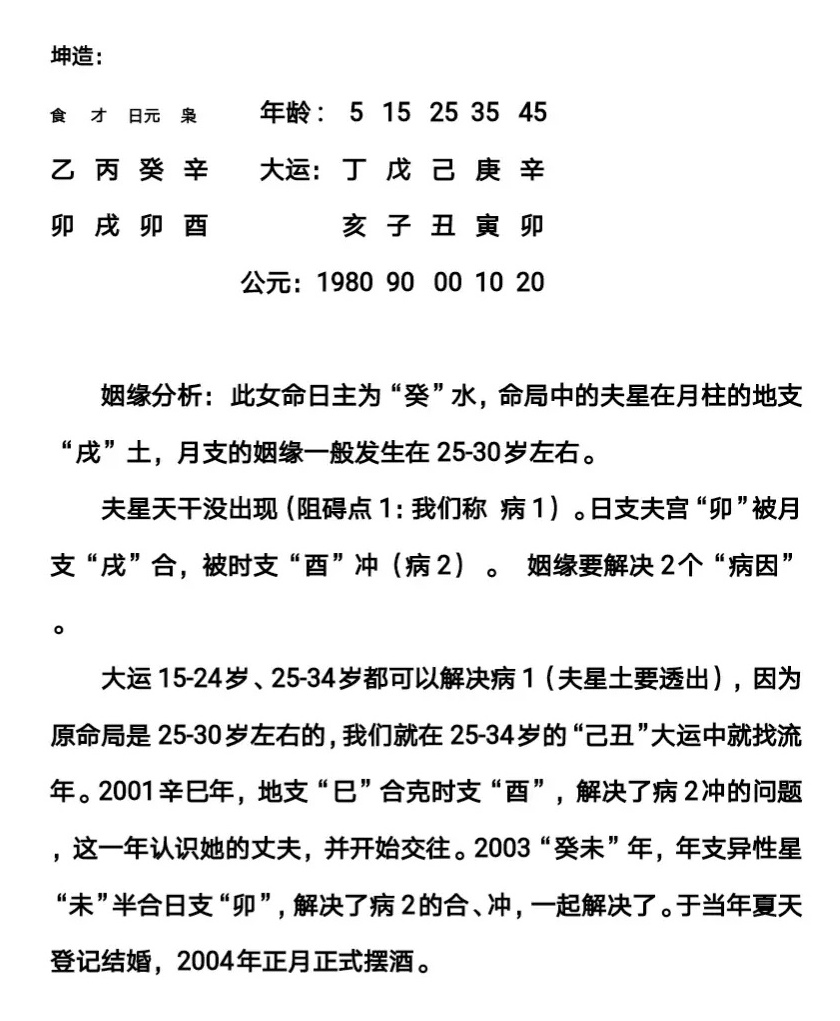 坤造：
食 才 日元 枭 年龄： 5 15 25 35 45
乙 丙 癸 辛 大运： 丁 戊 己 庚 辛
卯 戌 卯 酉 亥 子 丑 寅 卯
公元：1980 90 00 10 20
姻缘分析：此女命日主为“癸”水，命局中的夫星在月柱的地支
“戌”土，月支的姻缘一般发生在 25-30岁左右。
夫星天干没出现（阻碍点 1：我们称 病 1）。日支夫宫“卯”被月
支“戌”合，被时支“酉”冲（病 2）。 姻缘要解决 2个“病因”
。
大运 15-24岁、25-34岁都可以解决病 1（夫星土要透出），因为
原命局是 25-30岁左右的，我们就在 25-34岁的“己丑”大运中就找流
年。2001辛巳年，地支“巳”合克时支“酉”，解决了病 2冲的问题
，这一年认识她的丈夫，并开始交往。2003“癸未”年，年支异性星
“未”半合日支“卯”，解决了病 2的合、冲，一起解决了。于当年夏天
登记结婚，2004年正月正式摆酒。